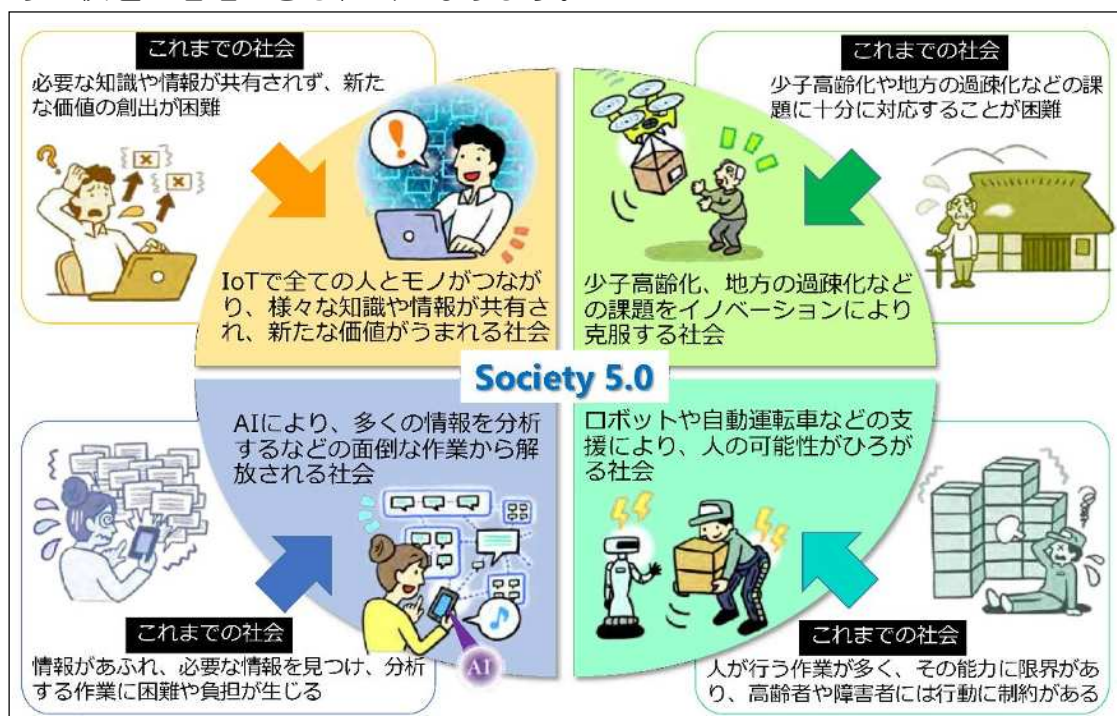 これまでの社会
必要な知識や情報が共有されず、新た
な価値の創出が困難
IoTで全ての人とモノがつなが
り、様々な知識や情報が共有さ
れ、新たな価値がうまれる社会
これまでの社会
少子高齢化や地方の過疎化などの課
題に十分に対応することが困難
少子高齢化、地方の過疎化など
の課題をイノベーションにより
克服する社会
Society 5.0
AIにより、多くの情報を分析
するなどの面倒な作業から解
放される社会
AI
これまでの社会
情報があふれ、必要な情報を見つけ、分析
する作業に困難や負担が生じる
ロボットや自動運転車などの支
援により、人の可能性がひろが
る社会
これまでの社会
人が行う作業が多く、その能力に限界があ
り、高齢者や障害者には行動に制約がある